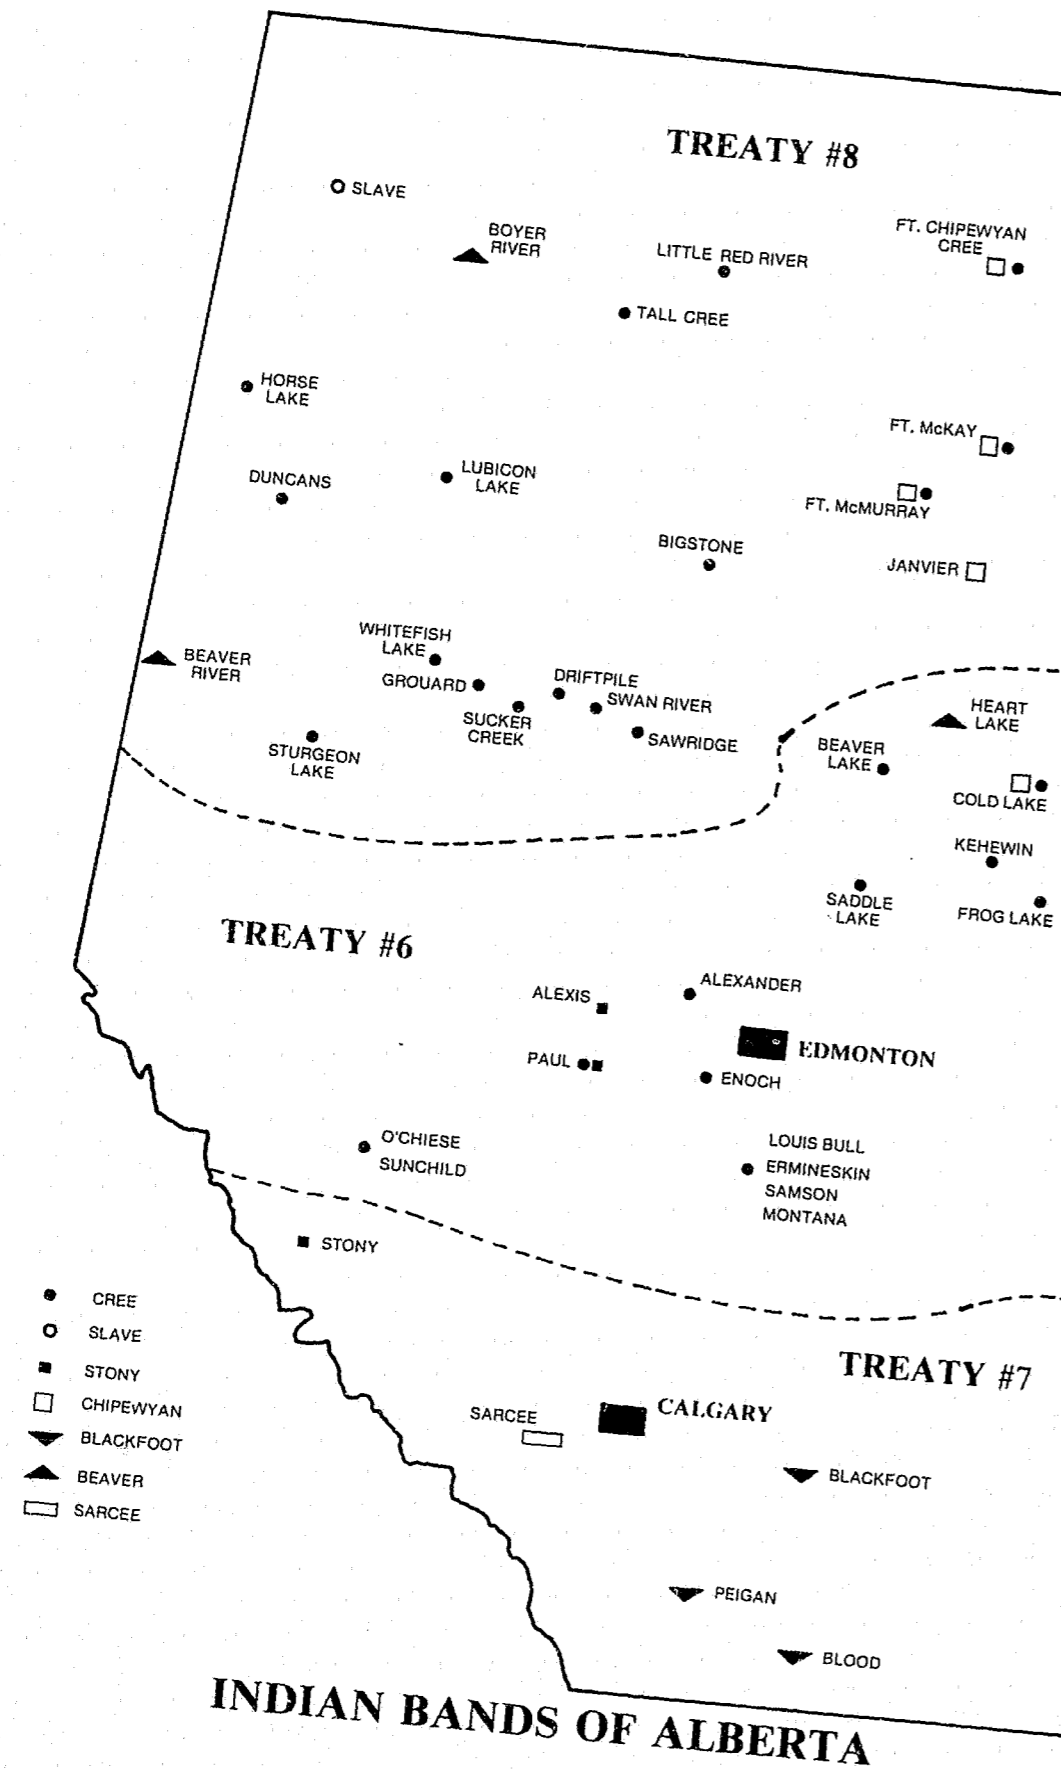 TREATY #8
SLAVE
BOYER
RIVER
LITTLE RED RIVER
FT. CHIPEWYAN
CREE
TALL CREE
HORSE
LAKE
FT. McKAY
DUNCANS
LUBICON
LAKE
FT. McMURRAY
BIGSTONE
JANVIER
WHITEFISH
LAKE
BEAVER
RIVER
GROUARD
DRIFTPILE
SWAN RIVER
SUCKER
CREEK
SAWRIDGE
STURGEON
LAKE
HEART
LAKE
BEAVER
LAKE
COLD LAKE
KEHEWIN
SADDLE
LAKE
FROG LAKE
TREATY #6
ALEXIS
ALEXANDER
EDMONTON
PAUL
ENOCH
O'CHIESE
SUNCHILD
LOUIS BULL
ERMINESKIN
SAMSON
MONTANA
STONY
CREE
SLAVE
STONY
CHIPEWYAN
BLACKFOOT
BEAVER
SARCEE
TREATY #7
SARCEE
CALGARY
BLACKFOOT
PEIGAN
BLOOD
INDIAN BANDS OF ALBERTA